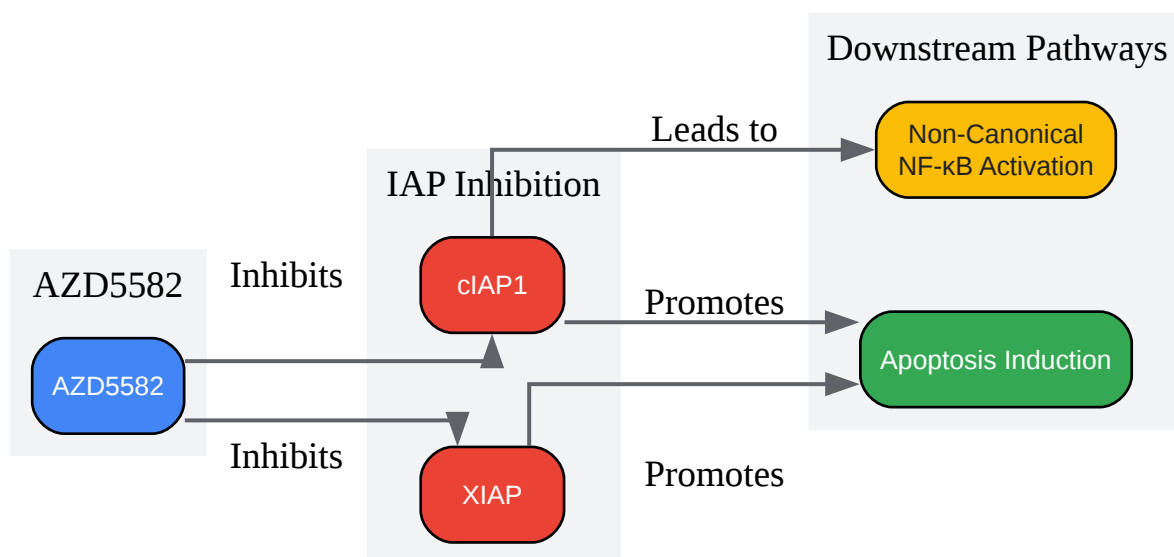 Downstream Pathways
Leads to
Non-Canonical
NF-κB Activation
IAP Inhibition
AZD5582
Inhibits
cIAP1
Promotes
AZD5582
Apoptosis Induction
Inhibits
XIAP
Promotes